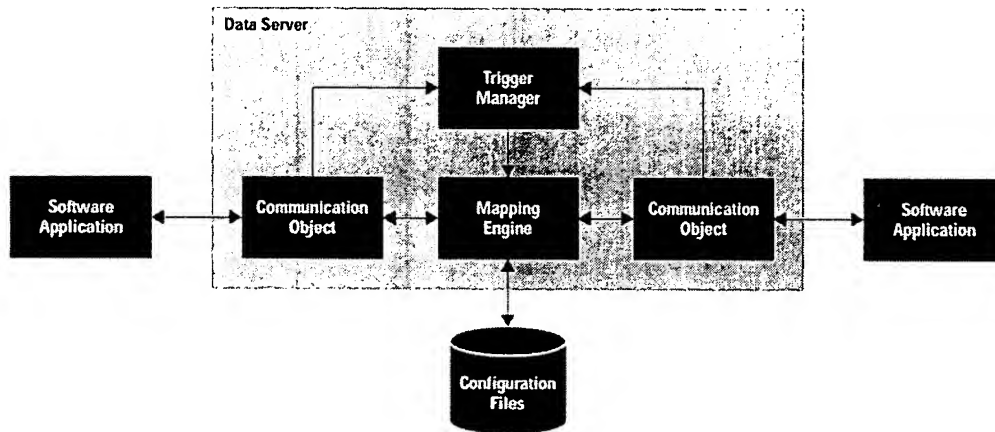 Data Server
Trigger
Manager
Software
Application
Communication
Object
Mapping
Engine
Communication
Object
Software
Application
Configuration
Files